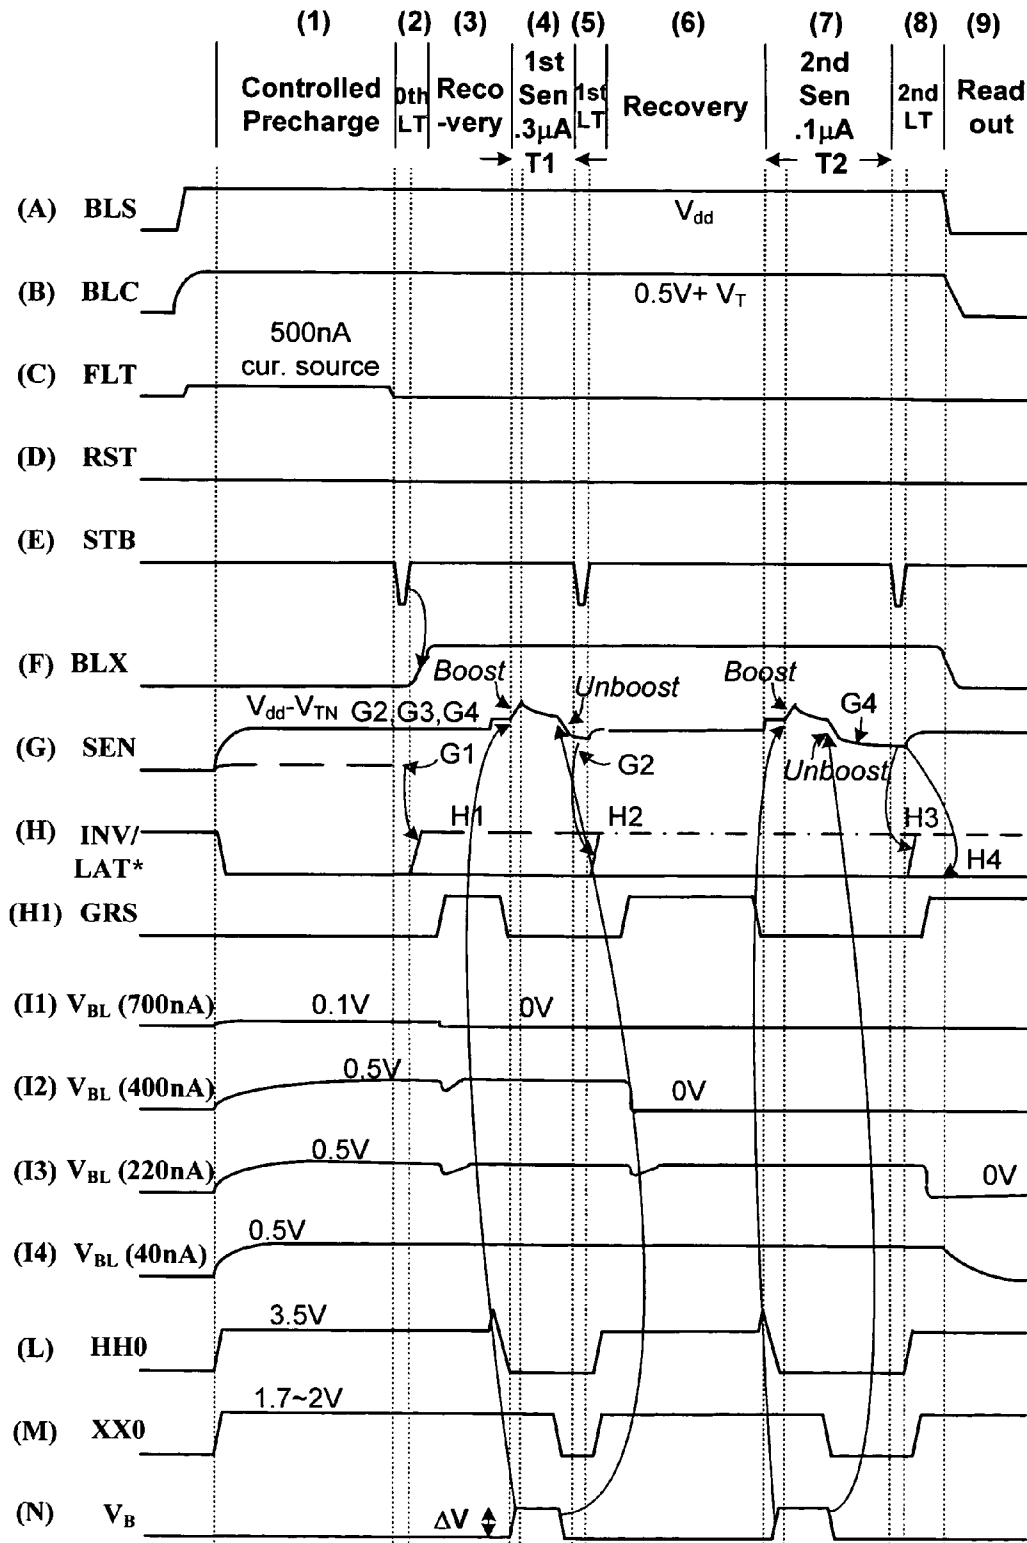 (1) (2) (3) (4) (5) (6) (7) (8) (9)
Controlled Precharge
0th LT
Reco -very
1st Sen .3μA
1st LT
Recovery
2nd Sen .1μA
2nd LT
Read out
T1
T2
(A) BLS
V_dd
(B) BLC
0.5V+ V_T
500nA
cur. source
(C) FLT
(D) RST
(E) STB
(F) BLX
Boost
Unboost
Boost
V_dd-V_TN G2,G3,G4
G4
(G) SEN
G1
G2
Unboost
(H) INV/
LAT*
H1
H2
H3
H4
(H1) GRS
(I1) V_BL (700nA)
0.1V
0V
(I2) V_BL (400nA)
0.5V
0V
(I3) V_BL (220nA)
0.5V
0V
(I4) V_BL (40nA)
0.5V
(L) HH0
3.5V
(M) XX0
1.7~2V
(N) V_B
ΔV